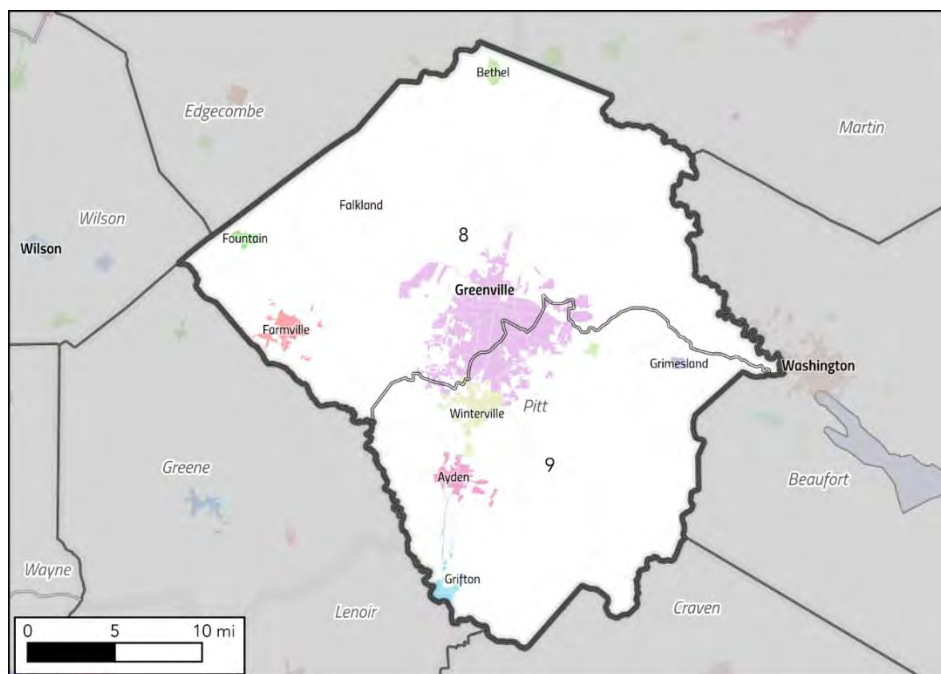 Bethel
Edgecombe
Martin
Falkland
Wilson
Fountain
8
Wilson
Greenville
Farmville
Grimesland
Washington
Winterville
Pitt
9
Greene
Ayden
Beaufort
Wayne
Grifton
Lenoir
Craven
0 5 10 mi